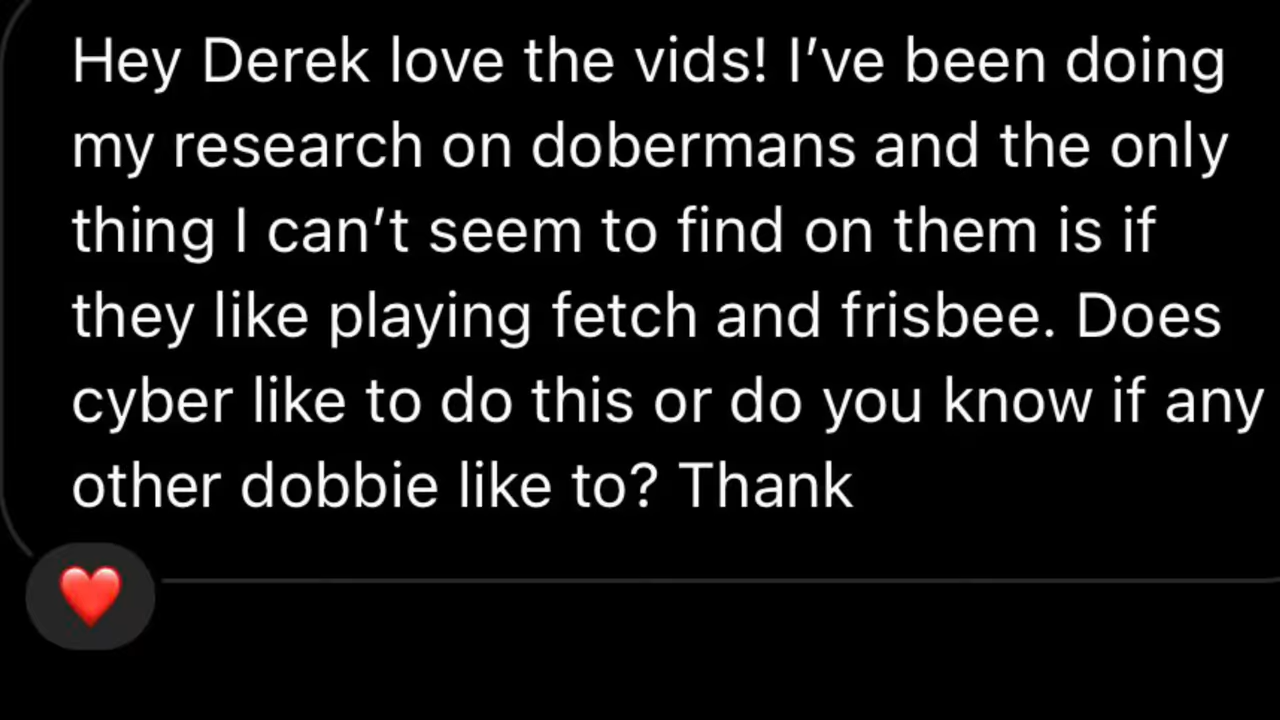 Hey Derek love the vids! I’ve been doing
my research on dobermans and the only
thing I can’t seem to find on them is if
they like playing fetch and frisbee. Does
cyber like to do this or do you know if any
other dobbie like to? Thank